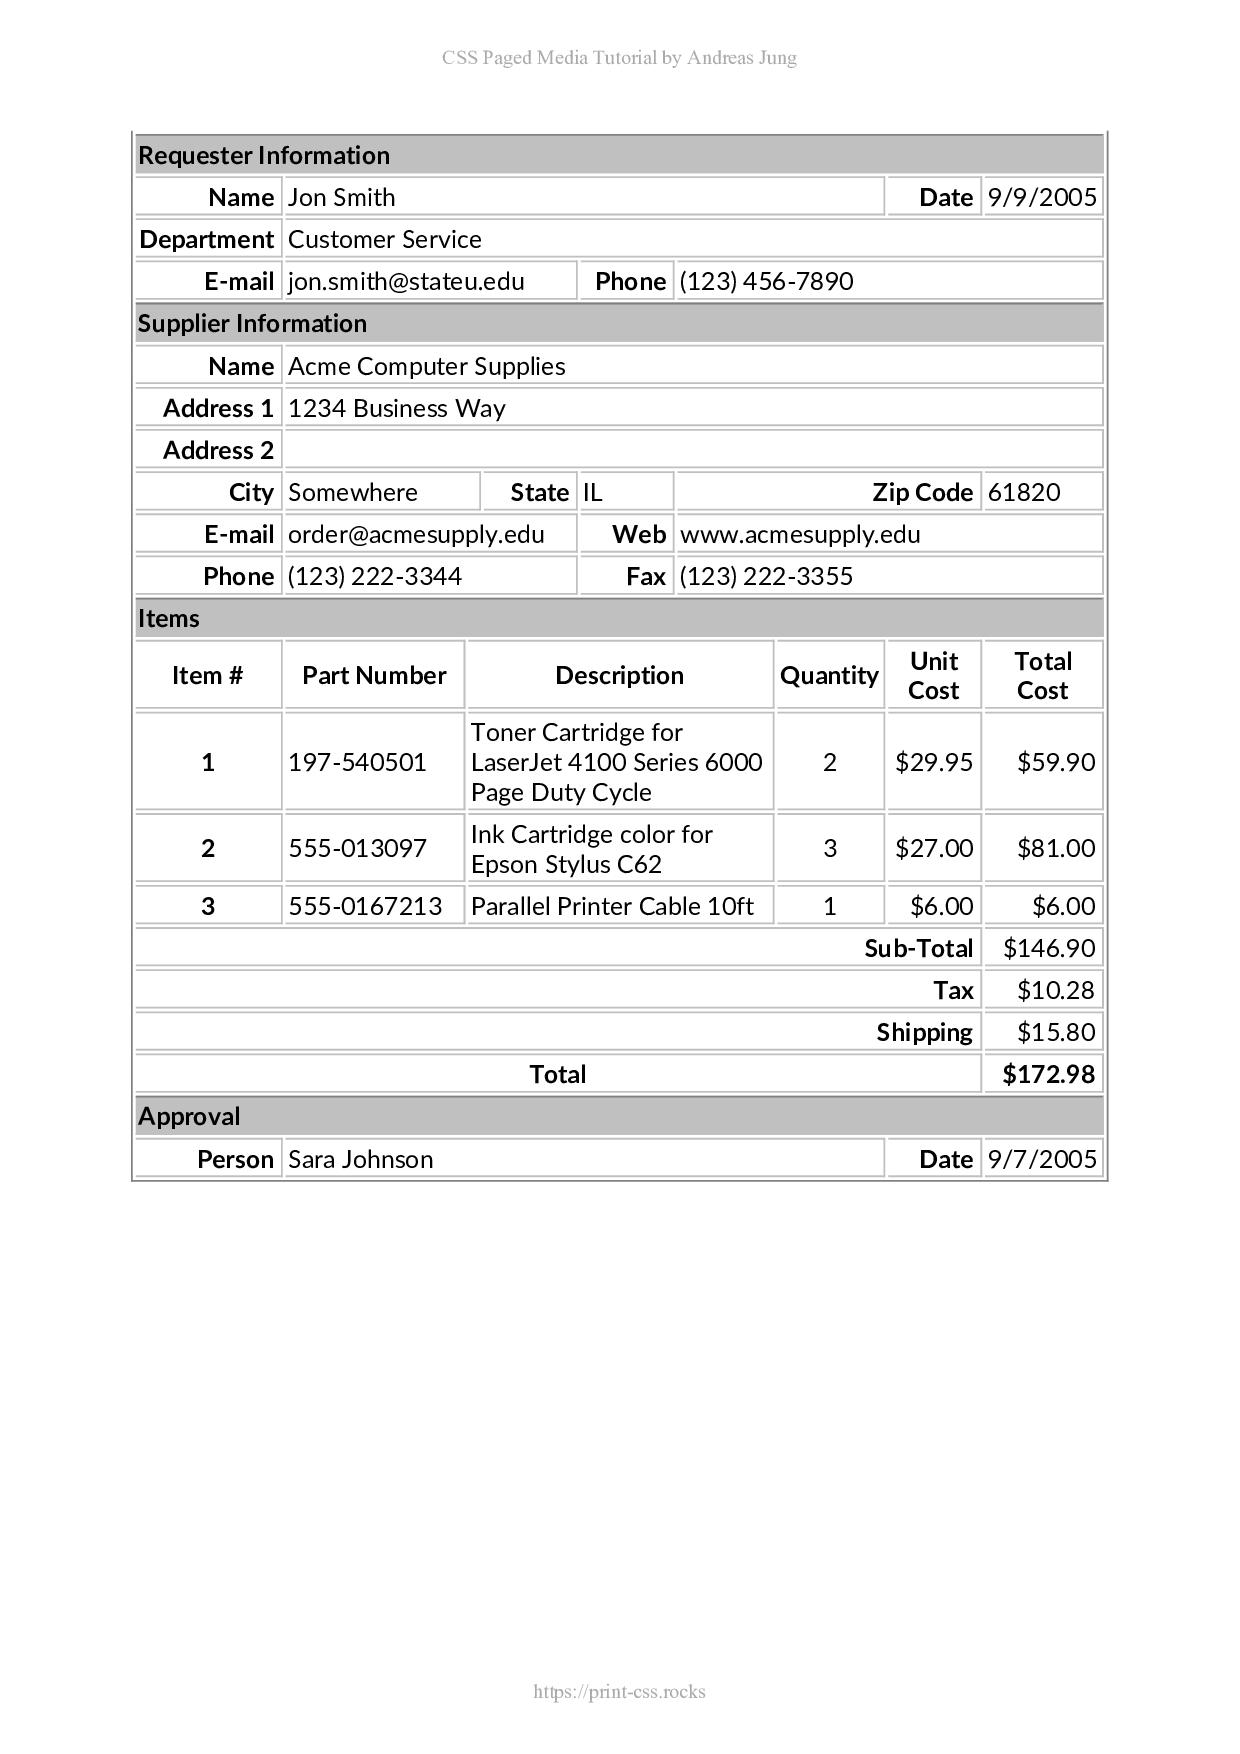 CSS Paged Media Tutorial by Andreas Jung
Requester Information
Name Jon Smith Date 9/9/2005
Department Customer Service
E-mail jon.smith@stateu.edu Phone (123) 456-7890
Supplier Information
Name Acme Computer Supplies
Address 1 1234 Business Way
Address 2
City Somewhere State IL Zip Code 61820
E-mail order@acmesupply.edu Web www.acmesupply.edu
Phone (123) 222-3344 Fax (123) 222-3355
Items
Item # Part Number Description Quantity Unit Cost Total Cost
1 197-540501 Toner Cartridge for
LaserJet 4100 Series 6000
Page Duty Cycle 2 $29.95 $59.90
2 555-013097 Ink Cartridge color for
Epson Stylus C62 3 $27.00 $81.00
3 555-0167213 Parallel Printer Cable 10ft 1 $6.00 $6.00
Sub-Total $146.90
Tax $10.28
Shipping $15.80
Total $172.98
Approval
Person Sara Johnson Date 9/7/2005
https://print-css.rocks